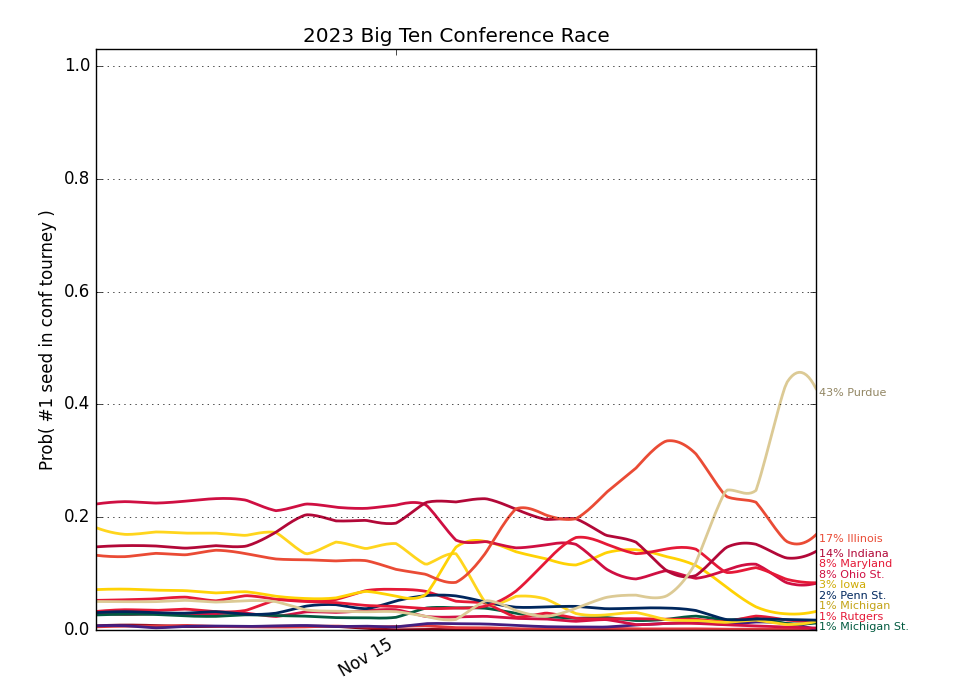 2023 Big Ten Conference Race
Prob( #1 seed in conf tourney )
1.0
0.8
0.6
0.4
0.2
0.0
Nov 15
43% Purdue
17% Illinois
14% Indiana
8% Maryland
8% Ohio St.
3% Iowa
2% Penn St.
1% Michigan
1% Rutgers
1% Michigan St.